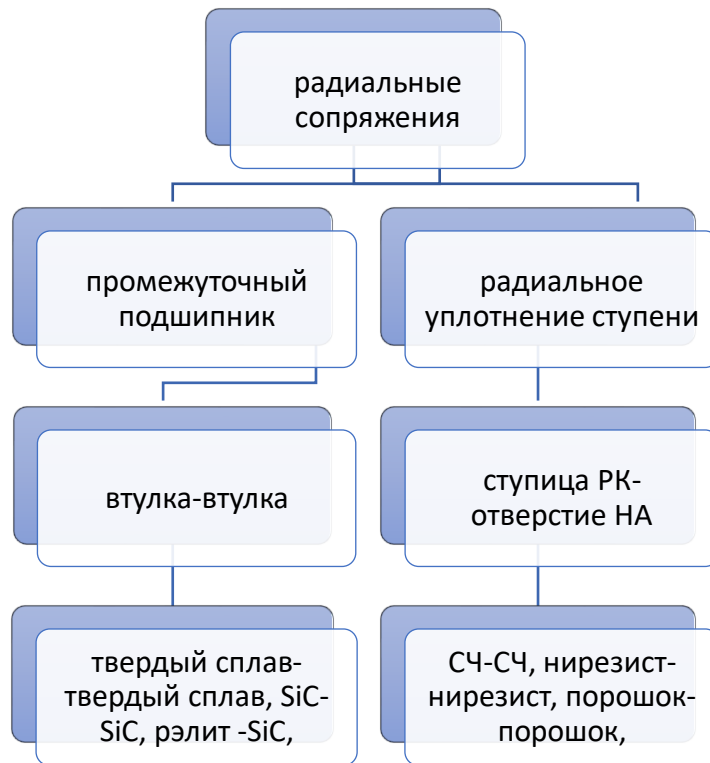 радиальные
сопряжения
промежуточный
подшипник
радиальное
уплотнение ступени
втулка-втулка
ступица РК-
отверстие НА
твердый сплав-
твердый сплав, SiC-
SiC, рэлит -SiC,
СЧ-СЧ, нирезист-
нирезист, порошок-
порошок,